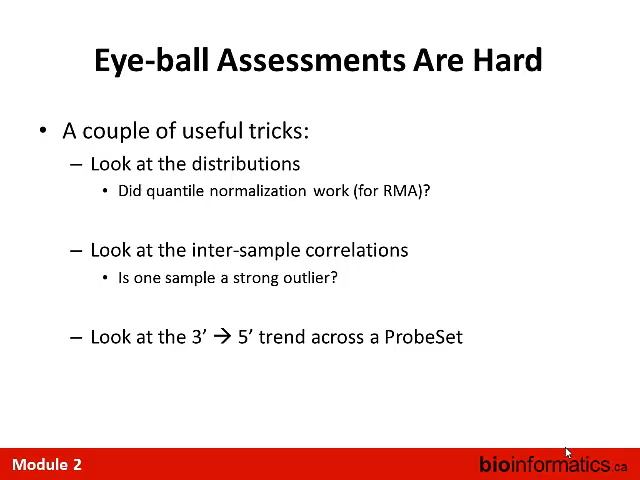 Eye-ball Assessments Are Hard
• A couple of useful tricks:
– Look at the distributions
• Did quantile normalization work (for RMA)?
– Look at the inter-sample correlations
• Is one sample a strong outlier?
– Look at the 3’ → 5’ trend across a ProbeSet
Module 2
bioinformatics.ca